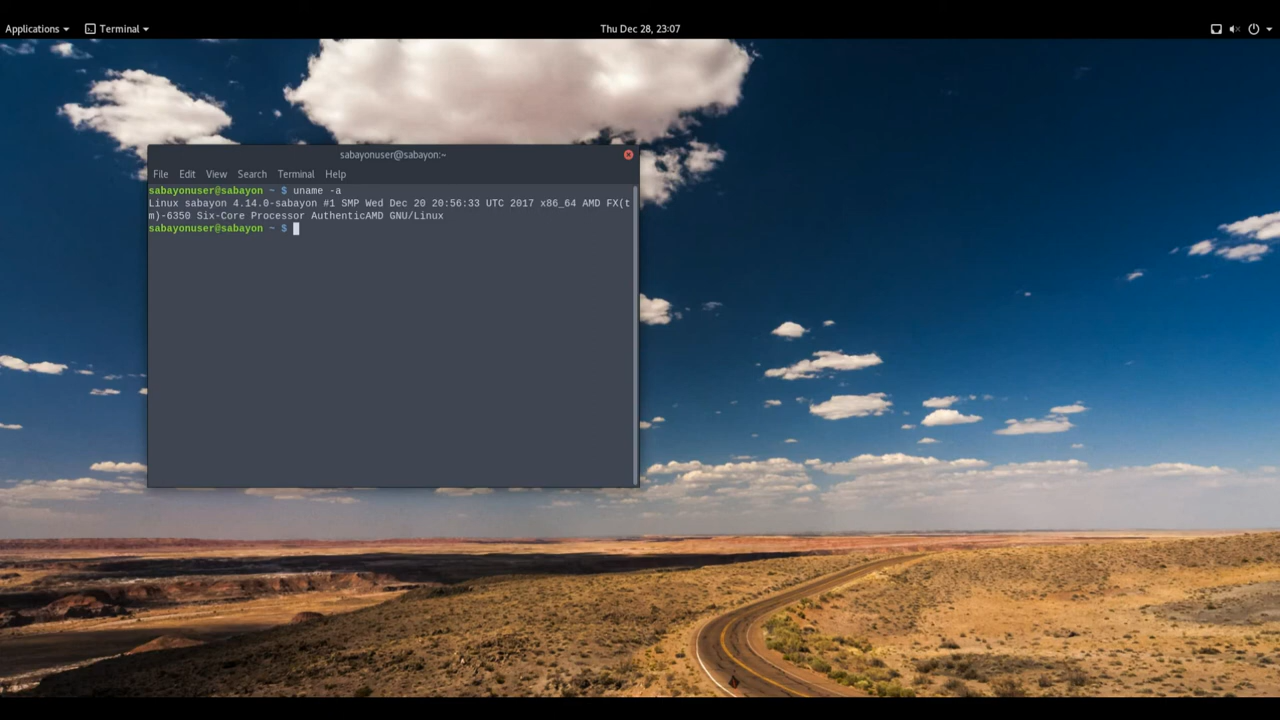 Applications Terminal Thu Dec 28, 23:07
sabayonuser@sabayon:~
File Edit View Search Terminal Help
sabayonuser@sabayon ~ $ uname -a
Linux sabayon 4.14.0-sabayon #1 SMP Wed Dec 20 20:56:33 UTC 2017 x86_64 AMD FX(t
m)-6350 Six-Core Processor AuthenticAMD GNU/Linux
sabayonuser@sabayon ~ $